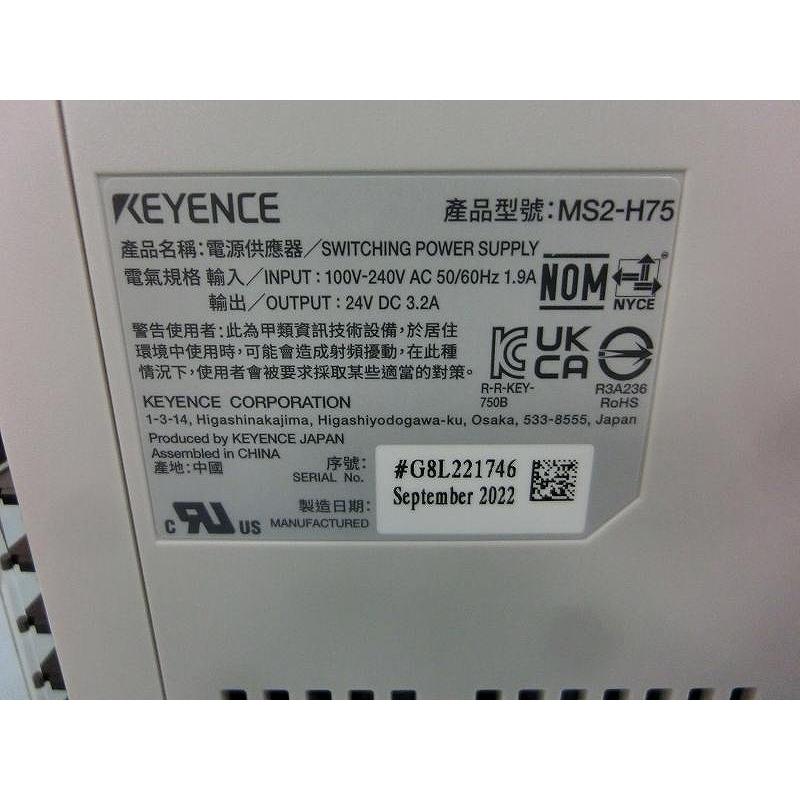 KEYENCE
產品型號:MS2-H75
產品名稱:電源供應器/SWITCHING POWER SUPPLY
電氣規格 輸入/INPUT : 100V-240V AC 50/60Hz 1.9A
輸出/OUTPUT : 24V DC 3.2A
NOM
NYCE
警告使用者:此為甲類資訊技術設備,於居住
環境中使用時,可能會造成射頻擾動,在此種
情況下,使用者會被要求採取某些適當的對策。
KC
UK
CA
R-R-KEY-
750B
R3A236
RoHS
KEYENCE CORPORATION
1-3-14, Higashinakajima, Higashiyodogawa-ku, Osaka, 533-8555, Japan
Produced by KEYENCE JAPAN
Assembled in CHINA
產地:中國
序號:
SERIAL No.
#G8L221746
September 2022
製造日期:
MANUFACTURED
c RU US